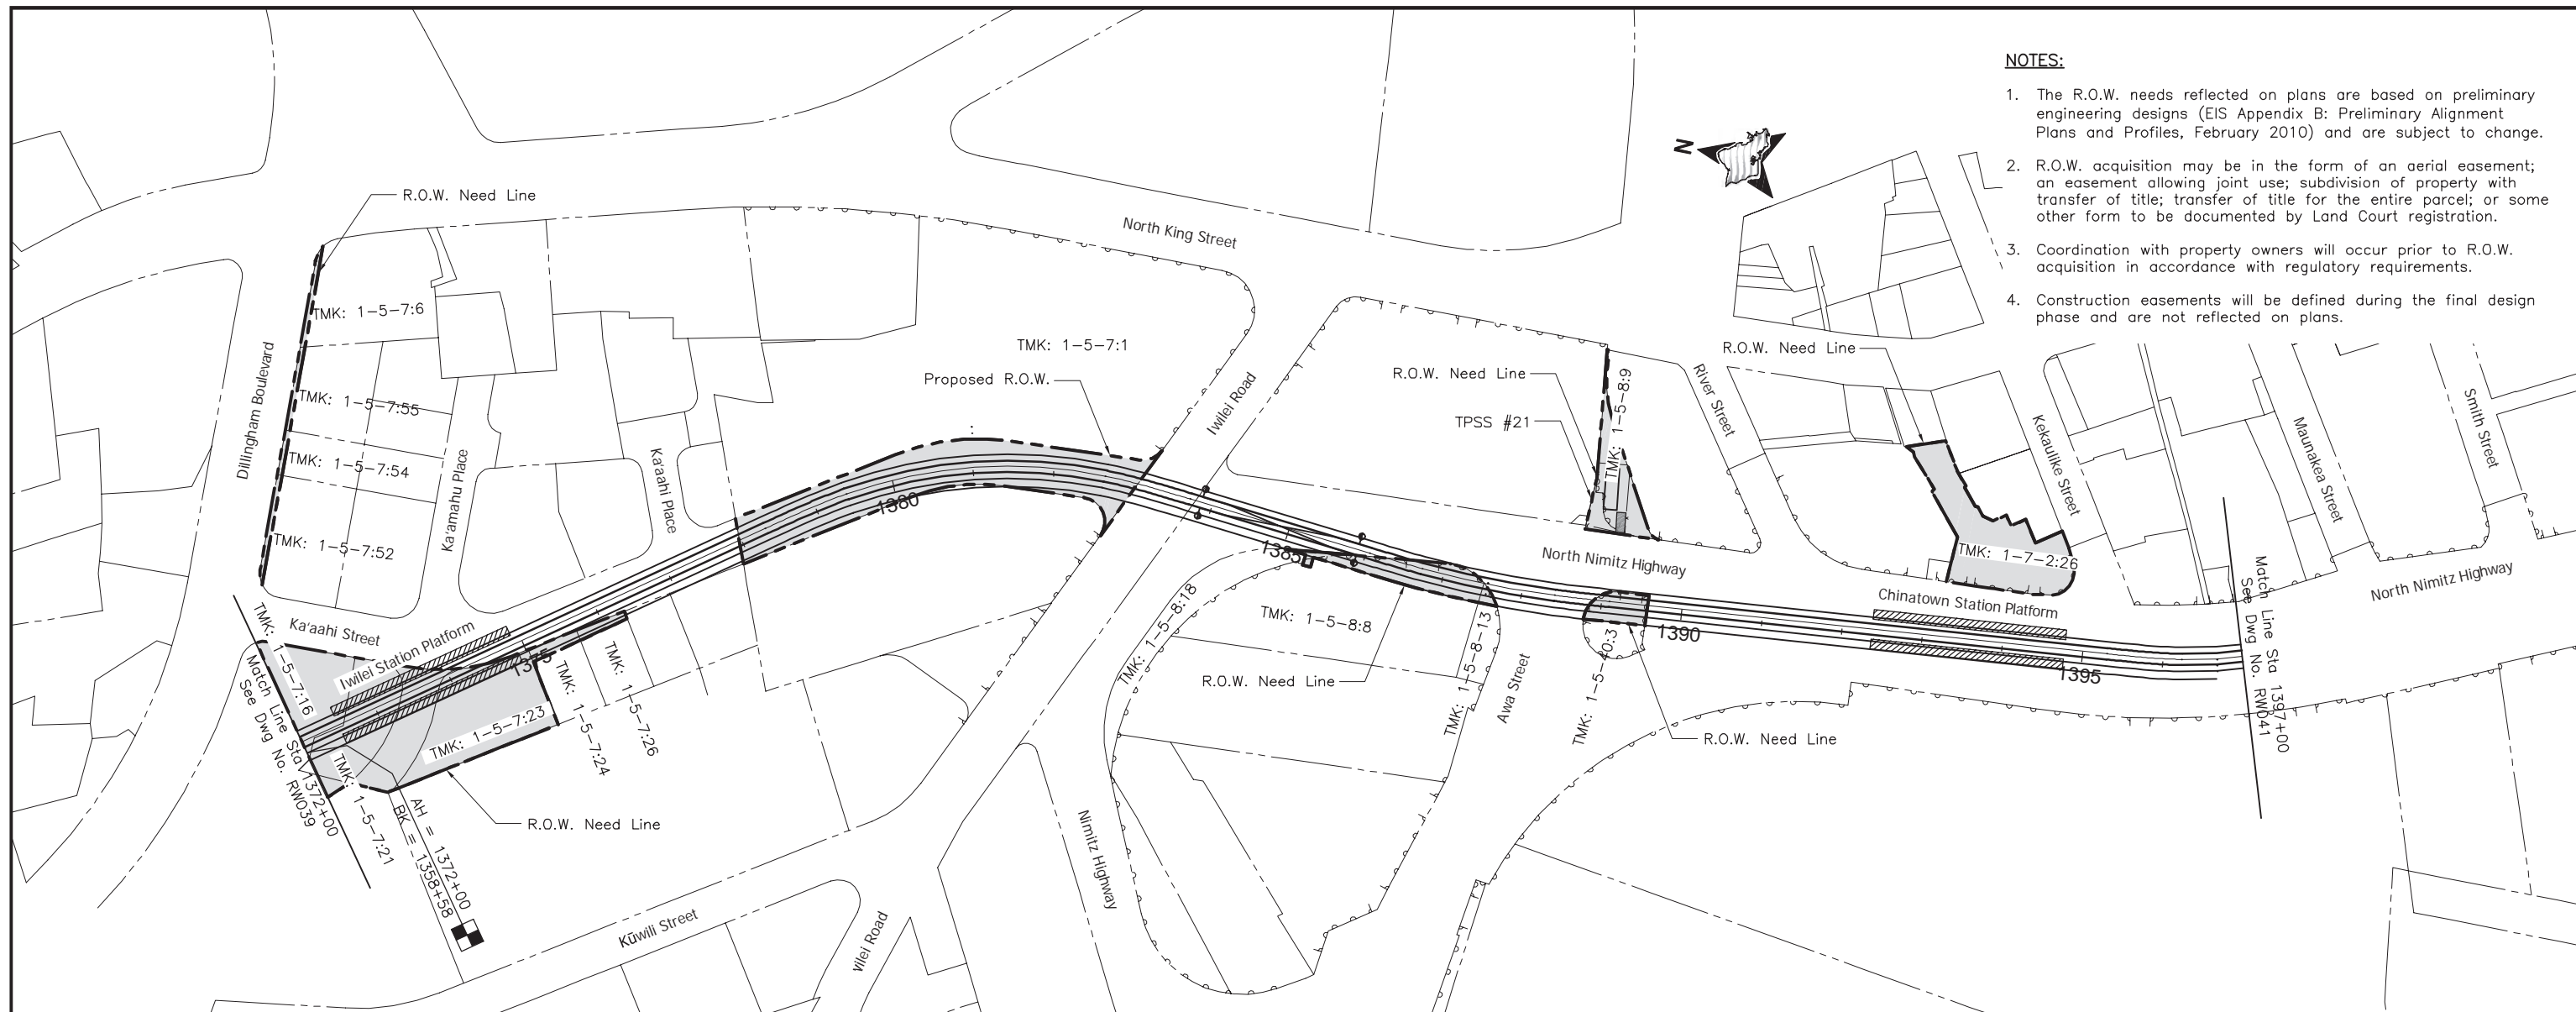 NOTES:
1. The R.O.W. needs reflected on plans are based on preliminary
engineering designs (EIS Appendix B: Preliminary Alignment
Plans and Profiles, February 2010) and are subject to change.
2. R.O.W. acquisition may be in the form of an aerial easement;
an easement allowing joint use; subdivision of property with
transfer of title; transfer of title for the entire parcel; or some
other form to be documented by Land Court registration.
3. Coordination with property owners will occur prior to R.O.W.
acquisition in accordance with regulatory requirements.
4. Construction easements will be defined during the final design
phase and are not reflected on plans.
N
R.O.W. Need Line
North King Street
TMK: 1-5-7:6
TMK: 1-5-7:1
Proposed R.O.W.
R.O.W. Need Line
R.O.W. Need Line
TMK: 1-5-8:9
TPSS #21
River Street
Iwilei Road
Dillingham Boulevard
TMK: 1-5-7:55
TMK: 1-5-7:54
TMK: 1-5-7:52
Ka'amahu Place
Ka'aahi Place
1380
1385
North Nimitz Highway
Kekaulike Street
Maunakea Street
Smith Street
TMK: 1-7-2:26
North Nimitz Highway
Chinatown Station Platform
Ka'aahi Street
Iwilei Station Platform
1375
TMK: 1-5-7:16
Match Line Sta 1372+00
See Dwg No. RW039
TMK: 1-5-7:23
TMK: 1-5-7:24
TMK: 1-5-7:26
TMK: 1-5-7:21
AH = 1372+00
BK = 1358+58
R.O.W. Need Line
TMK: 1-5-8:18
TMK: 1-5-8:8
TMK: 1-5-8-13
R.O.W. Need Line
Awa Street
TMK: 1-5-40:3
1390
R.O.W. Need Line
1395
Match Line Sta 1397+00
See Dwg No. RW041
Nimitz Highway
Kūwili Street
vilei Road